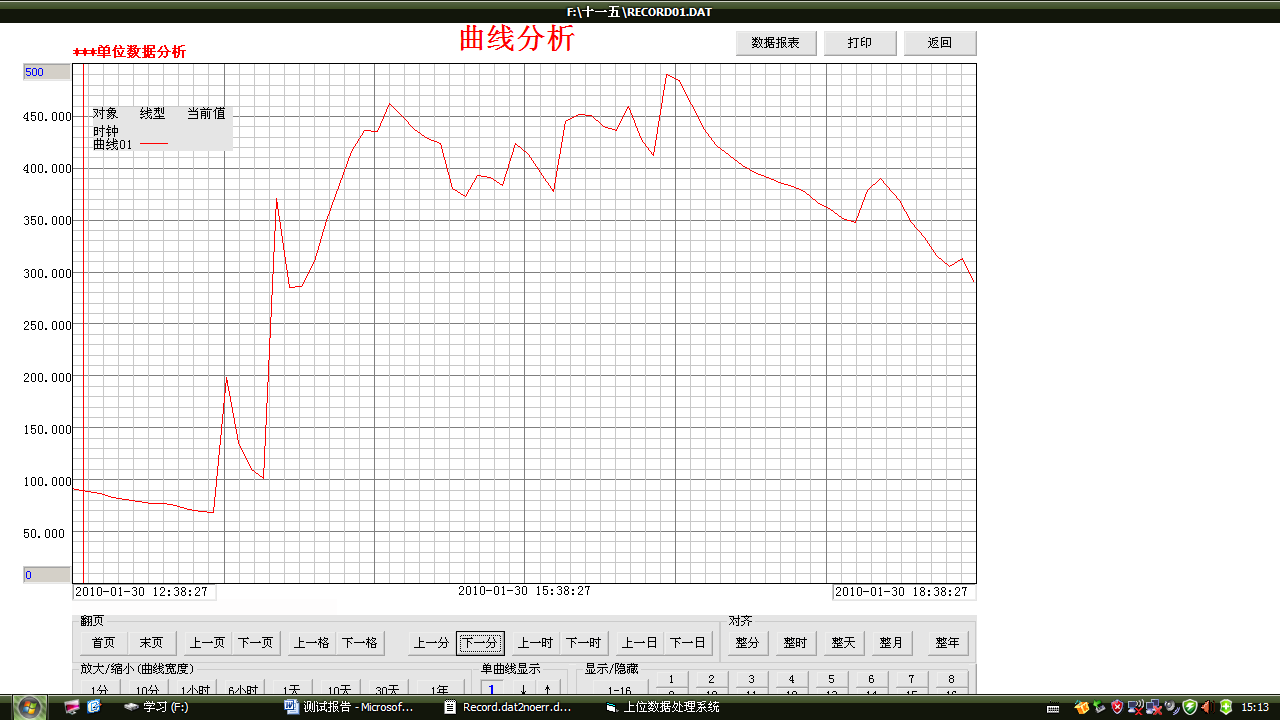 F:\十一五\RECORD01.DAT
曲线分析
***单位数据分析
数据报表 打印 返回
500
450.000
400.000
350.000
300.000
250.000
200.000
150.000
100.000
50.000
0
对象 线型 当前值
时钟
曲线01
2010-01-30 12:38:27 2010-01-30 15:38:27 2010-01-30 18:38:27
翻页 对齐
首页 末页 上一页 下一页 上一格 下一格 上一分 下一分 上一时 下一时 上一日 下一日 整分 整时 整天 整月 整年
放大/缩小(曲线宽度) 单曲线显示 显示/隐藏
1分 10分 1小时 6小时 1天 10天 30天 1年 1 ↓ ↑ 1-16 1 2 3 4 5 6 7 8
9 10 11 12 13 14 15 16
学习 (F:) 测试报告 - Microsof... Record.dat2noerr.d... 上位数据处理系统 15:13